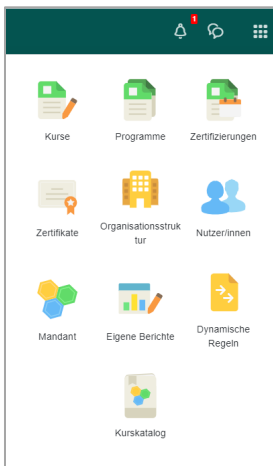 1
Kurse
Programme
Zertifizierungen
Zertifikate
Organisationsstruk
tur
Nutzer/innen
Mandant
Eigene Berichte
Dynamische
Regeln
Kurskatalog